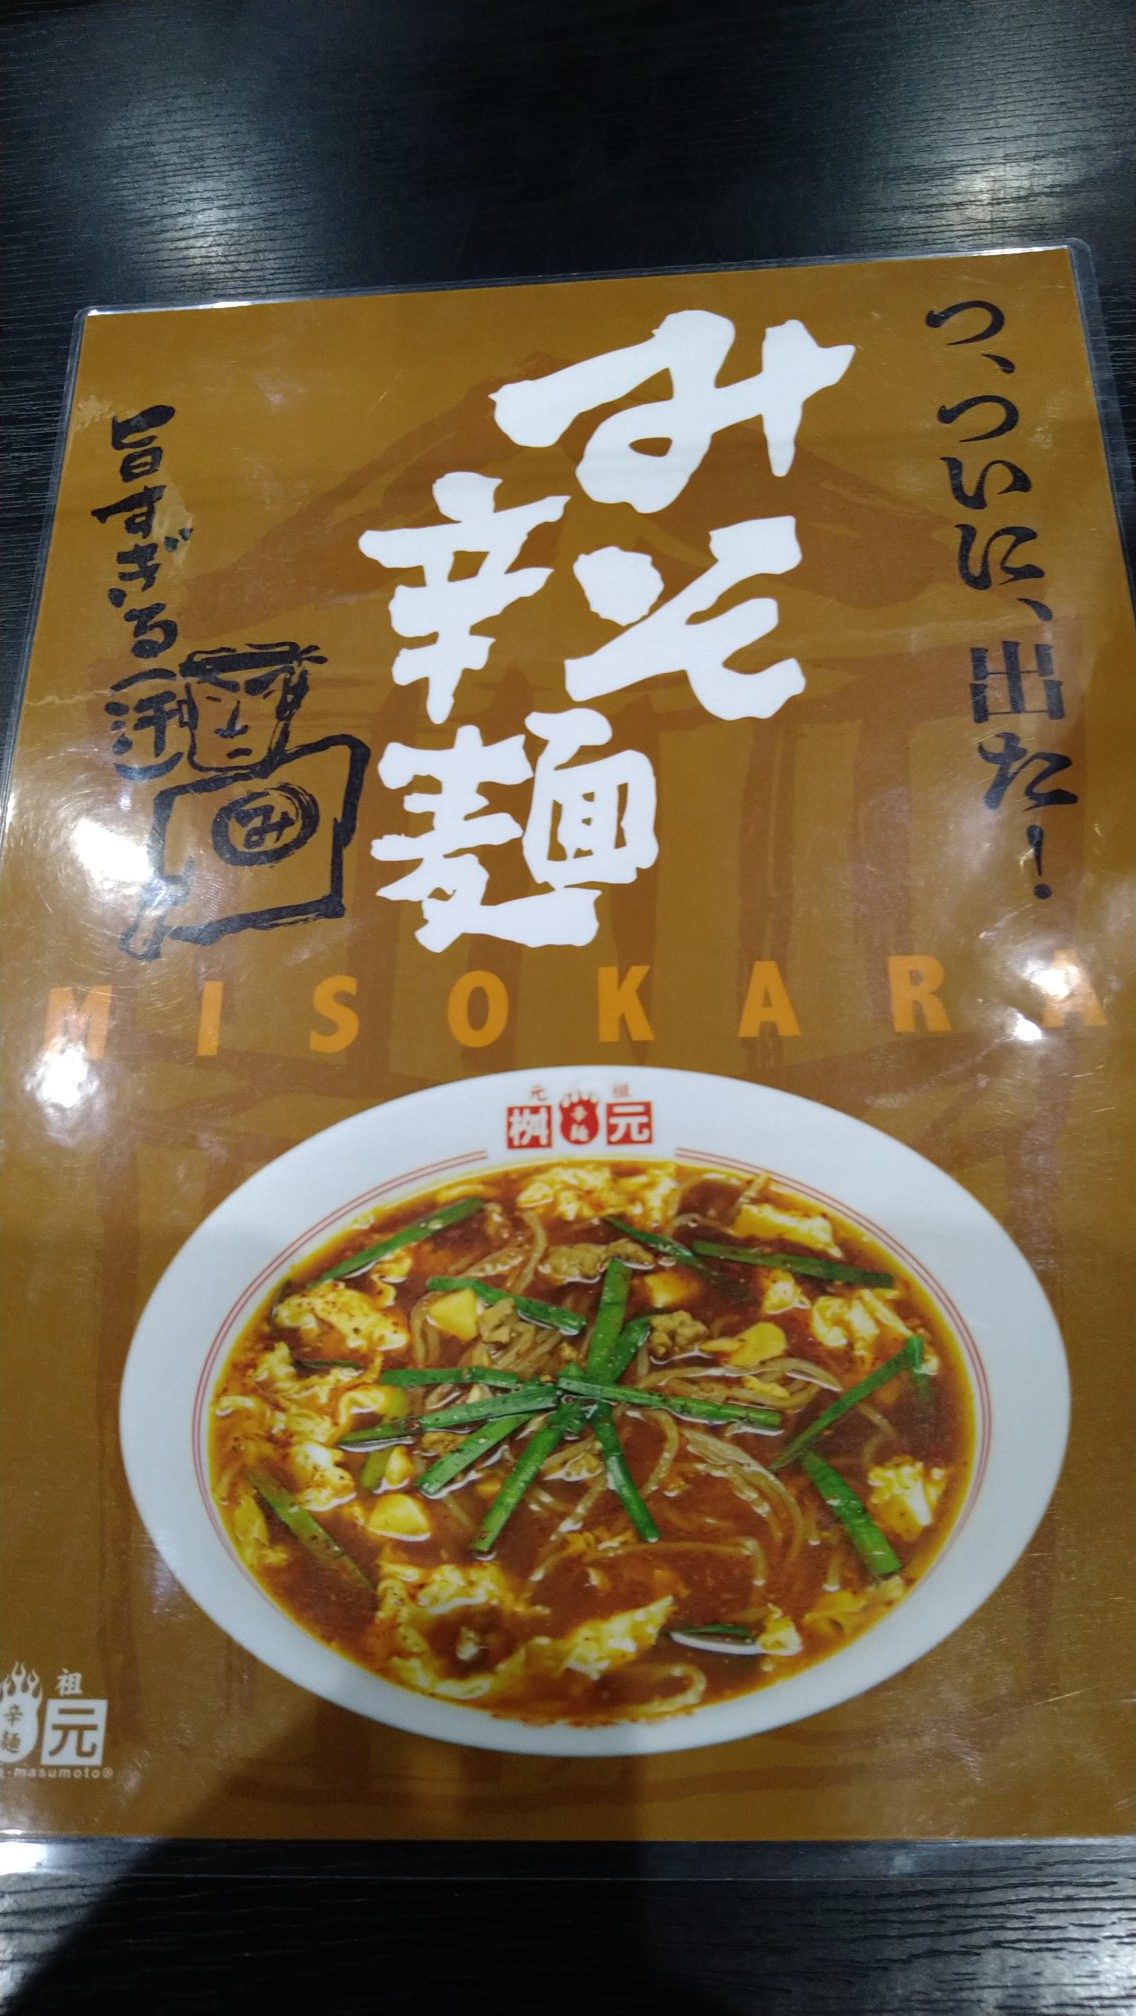 つ、ついに、出た！
みそ
辛麺
旨すぎる(汗)
み
MISOKARA
元祖
桝 辛麺 元
祖
辛麺 元
-masumoto®